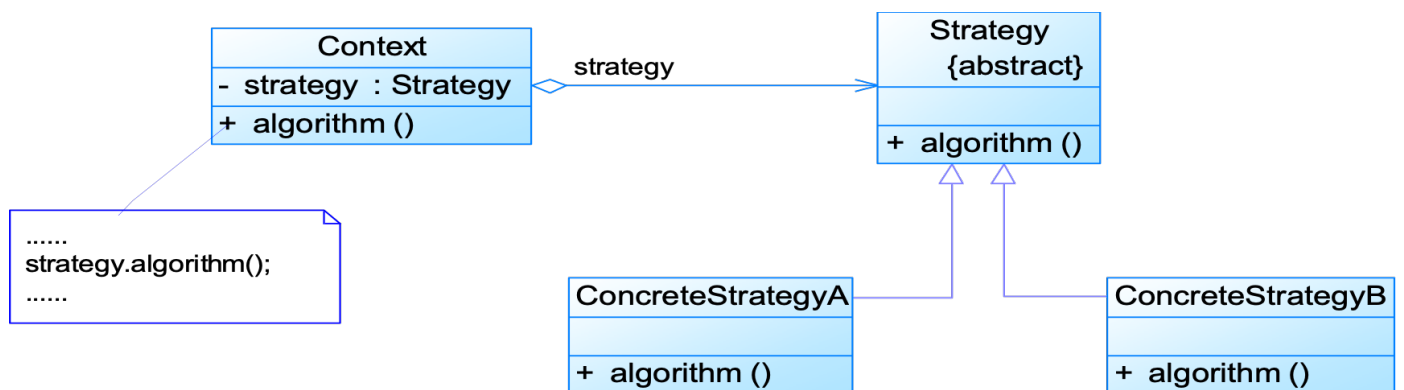 Context
- strategy : Strategy
+ algorithm ()
strategy
Strategy
{abstract}
+ algorithm ()
......
strategy.algorithm();
......
ConcreteStrategyA
+ algorithm ()
ConcreteStrategyB
+ algorithm ()